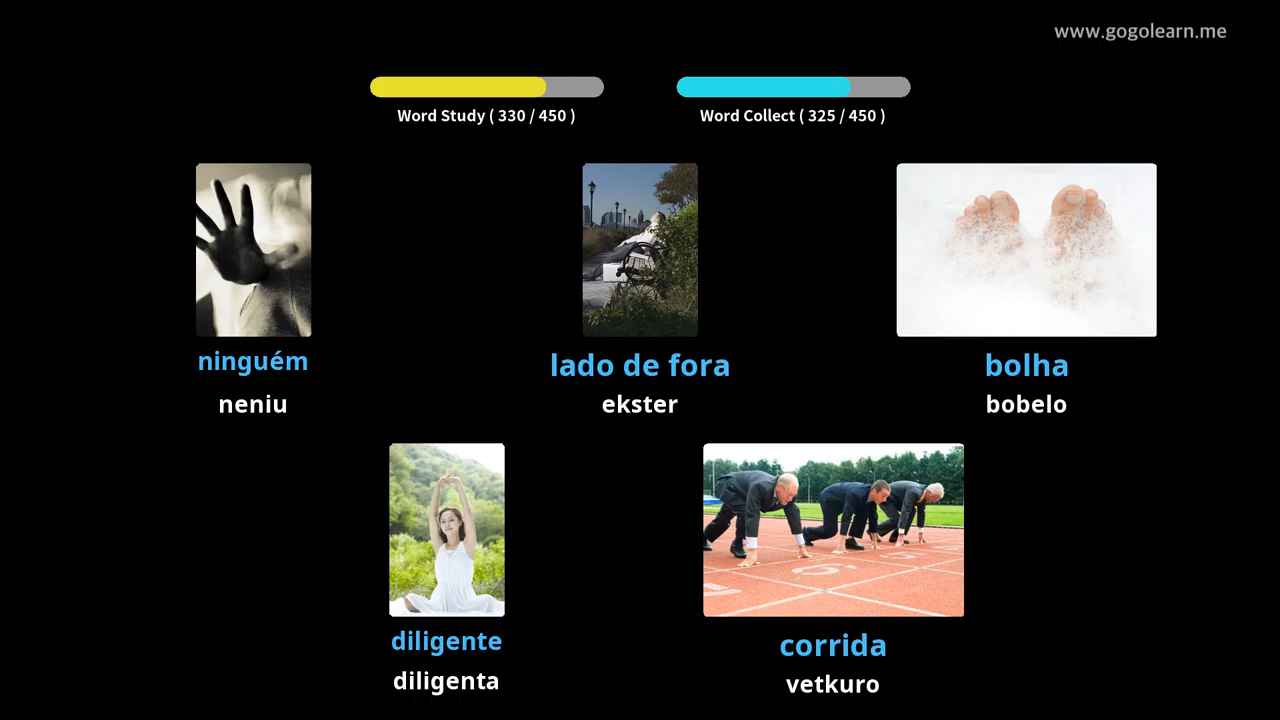 www.gogolearn.me
Word Study ( 330 / 450 )
Word Collect ( 325 / 450 )
ninguém
neniu
lado de fora
ekster
bolha
bobelo
diligente
diligenta
corrida
vetkuro